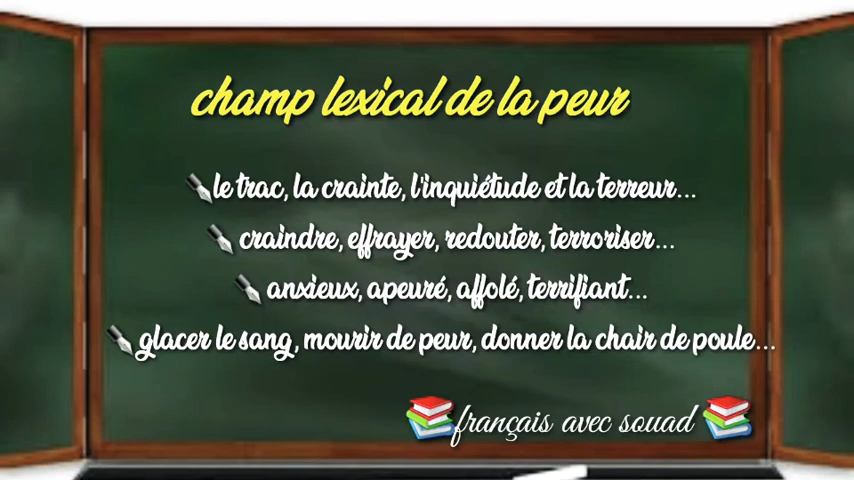 champ lexical de la peur
le trac, la crainte, l'inquiétude et la terreur...
craindre, effrayer, redouter, terroriser...
anxieux, apeuré, affolé, terrifiant...
glacer le sang, mourir de peur, donner la chair de poule...
français avec souad